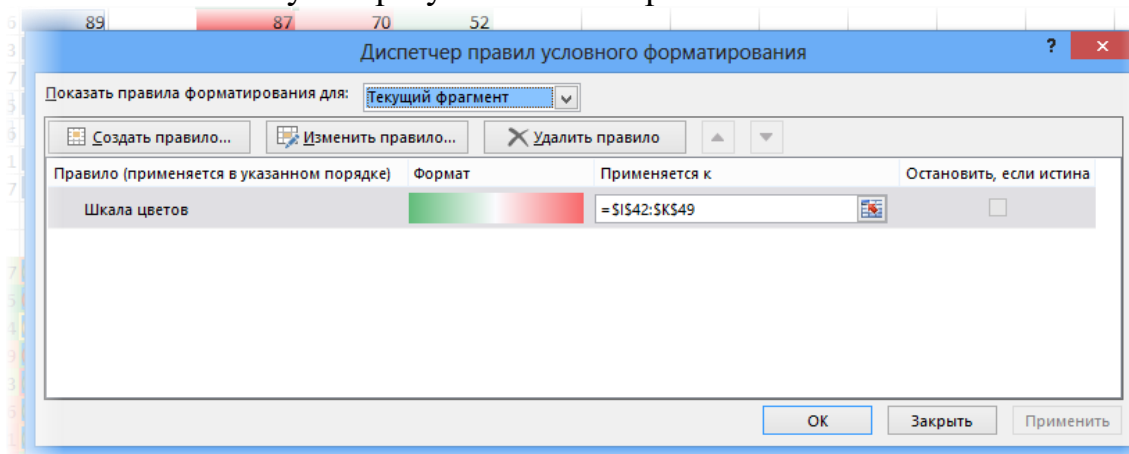 89 87 70 52
Диспетчер правил условного форматирования ? ×
Показать правила форматирования для: Текущий фрагмент
Создать правило... Изменить правило... Удалить правило
Правило (применяется в указанном порядке) Формат Применяется к Остановить, если истина
Шкала цветов =$I$42:$K$49
ОК Закрыть Применить